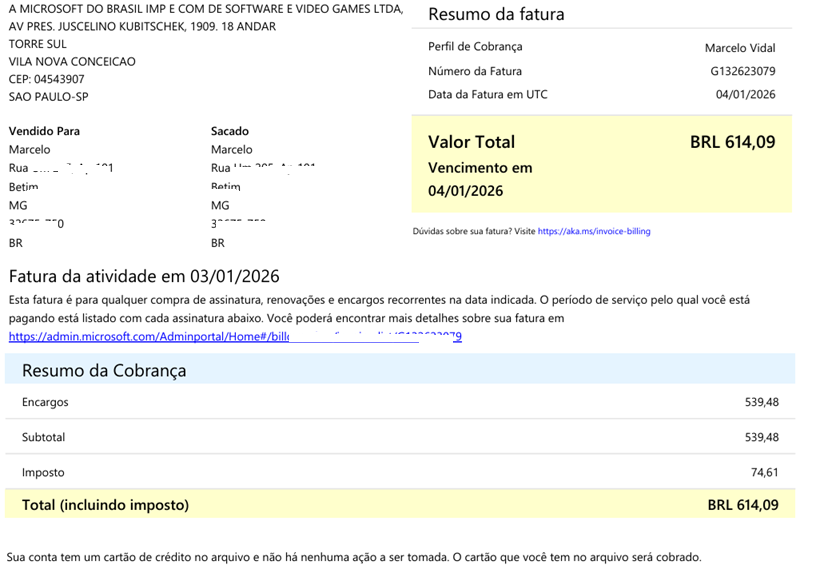 A MICROSOFT DO BRASIL IMP E COM DE SOFTWARE E VIDEO GAMES LTDA,
AV PRES. JUSCELINO KUBITSCHEK, 1909. 18 ANDAR
TORRE SUL
VILA NOVA CONCEICAO
CEP: 04543907
SAO PAULO-SP
Resumo da fatura
Perfil de Cobrança Marcelo Vidal
Número da Fatura G132623079
Data da Fatura em UTC 04/01/2026
Valor Total BRL 614,09
Vencimento em
04/01/2026
Dúvidas sobre sua fatura? Visite https://aka.ms/invoice-billing
Vendido Para Sacado
Marcelo Marcelo
Rua Rua
Betim Betim
MG MG
BR BR
Fatura da atividade em 03/01/2026
Esta fatura é para qualquer compra de assinatura, renovações e encargos recorrentes na data indicada. O período de serviço pelo qual você está
pagando está listado com cada assinatura abaixo. Você poderá encontrar mais detalhes sobre sua fatura em
https://admin.microsoft.com/Adminportal/Home#/
Resumo da Cobrança
Encargos 539,48
Subtotal 539,48
Imposto 74,61
Total (incluindo imposto) BRL 614,09
Sua conta tem um cartão de crédito no arquivo e não há nenhuma ação a ser tomada. O cartão que você tem no arquivo será cobrado.